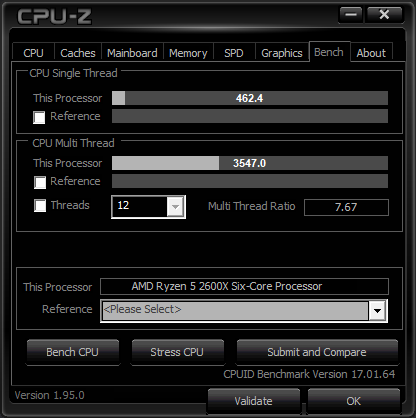 CPU-Z
CPU Caches Mainboard Memory SPD Graphics Bench About
CPU Single Thread
This Processor 462.4
Reference
CPU Multi Thread
This Processor 3547.0
Reference
Threads 12 Multi Thread Ratio 7.67
This Processor AMD Ryzen 5 2600X Six-Core Processor
Reference <Please Select>
Bench CPU Stress CPU Submit and Compare
CPUID Benchmark Version 17.01.64
Version 1.95.0 Validate OK